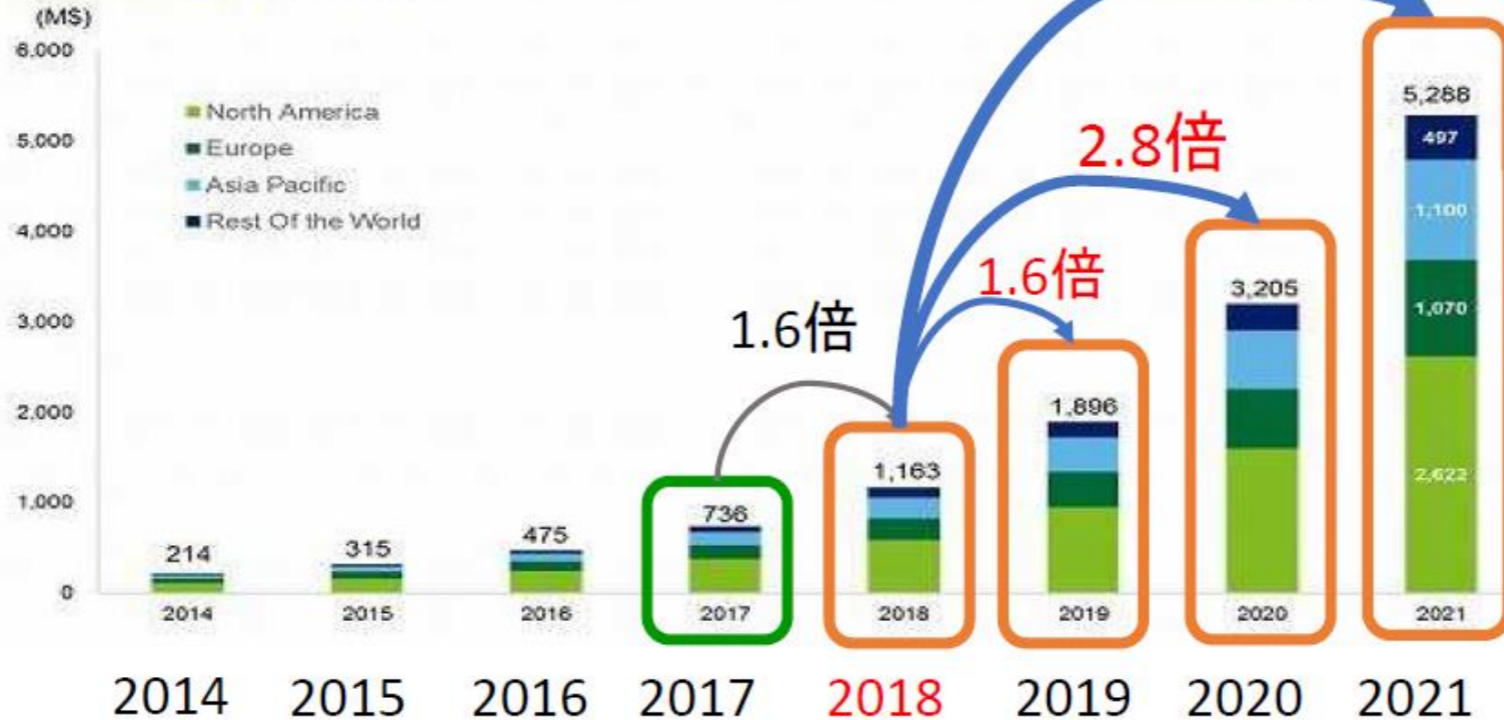 (M$)
6,000
5,000
4,000
3,000
2,000
1,000
0
North America
Europe
Asia Pacific
Rest Of the World
1.6倍
1.6倍
2.8倍
214
315
475
736
1,163
1,896
3,205
5,288
497
1,100
1,070
2,622
2014 2015 2016 2017 2018 2019 2020 2021
2014 2015 2016 2017 2018 2019 2020 2021